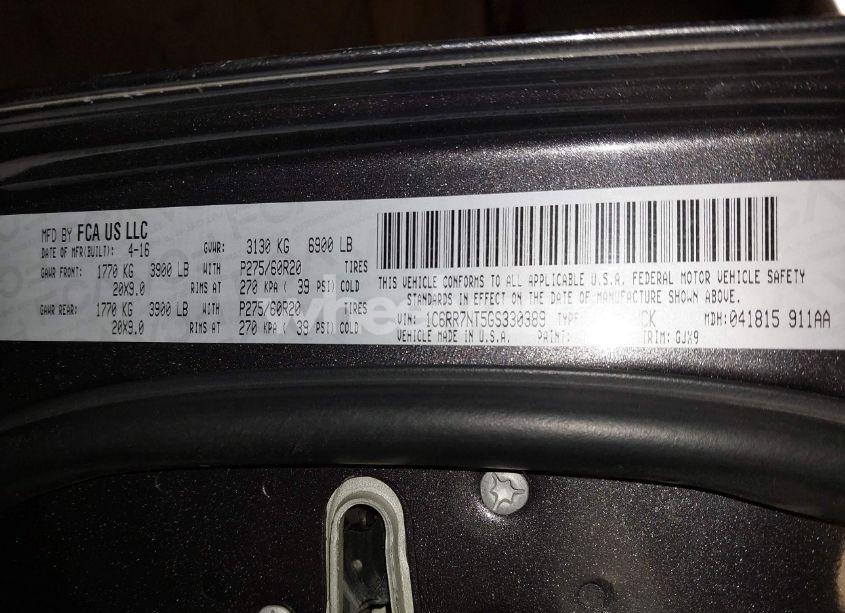 MFD BY FCA US LLC
DATE OF MFR(BUILT): 4-16 GVWR: 3130 KG 6900 LB
GAWR FRONT: 1770 KG 3900 LB WITH P275/60R20 TIRES
20X9.0 RIMS AT 270 KPA ( 39 PSI) COLD
GAWR REAR: 1770 KG 3900 LB WITH P275/60R20 TIRES
20X9.0 RIMS AT 270 KPA ( 39 PSI) COLD
THIS VEHICLE CONFORMS TO ALL APPLICABLE U.S.A. FEDERAL MOTOR VEHICLE SAFETY
STANDARDS IN EFFECT ON THE DATE OF MANUFACTURE SHOWN ABOVE.
VIN: 1C6RR7NT5GS330389 TYPE MDH:041815 911AA
VEHICLE MADE IN U.S.A. PAINT: TRIM: GJX9